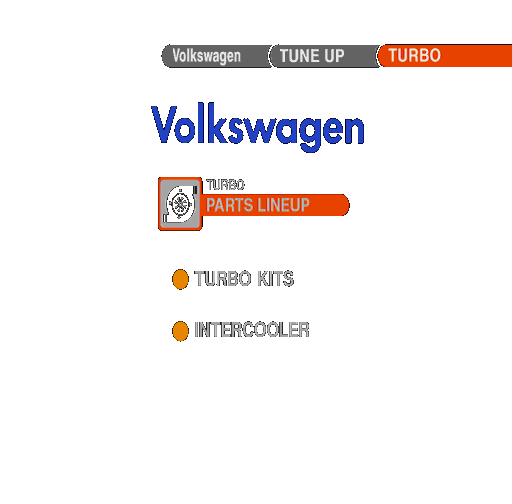 Volkswagen TUNE UP TURBO
Volkswagen
TURBO
PARTS LINEUP
TURBO KITS
INTERCOOLER